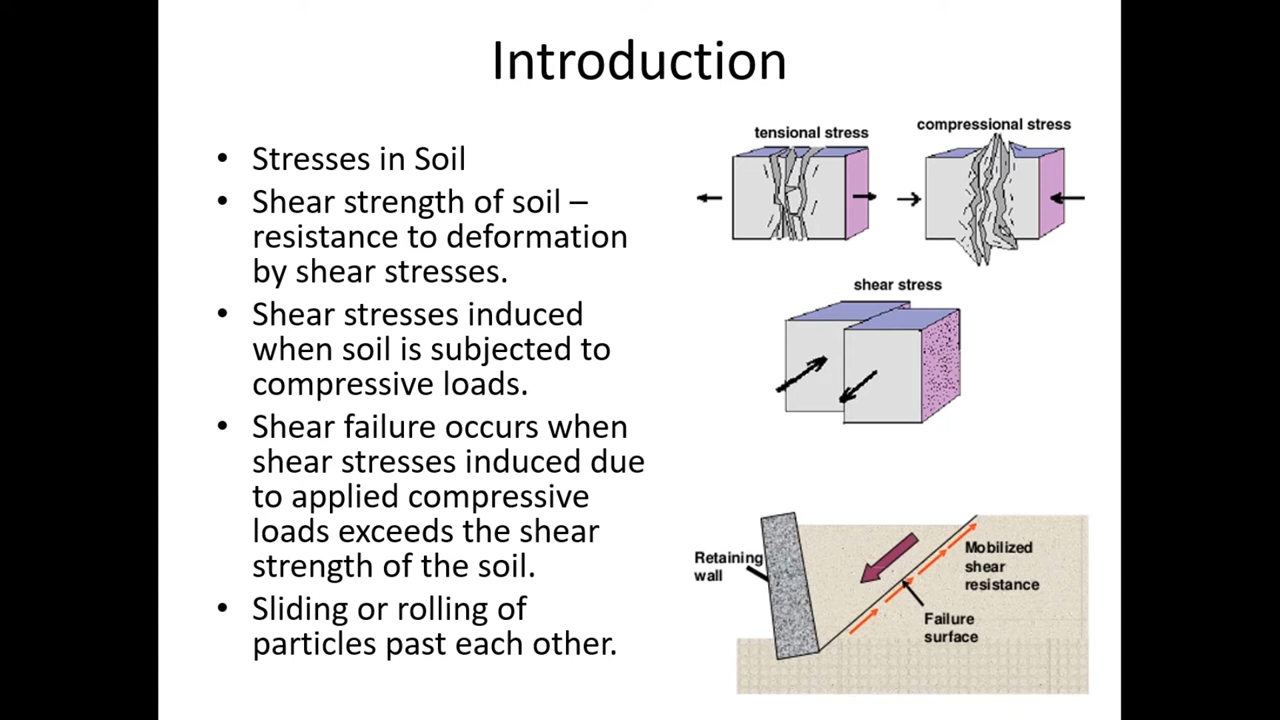 Introduction
• Stresses in Soil
• Shear strength of soil –
resistance to deformation
by shear stresses.
• Shear stresses induced
when soil is subjected to
compressive loads.
• Shear failure occurs when
shear stresses induced due
to applied compressive
loads exceeds the shear
strength of the soil.
• Sliding or rolling of
particles past each other.
tensional stress
compressional stress
shear stress
Retaining
wall
Mobilized
shear
resistance
Failure
surface